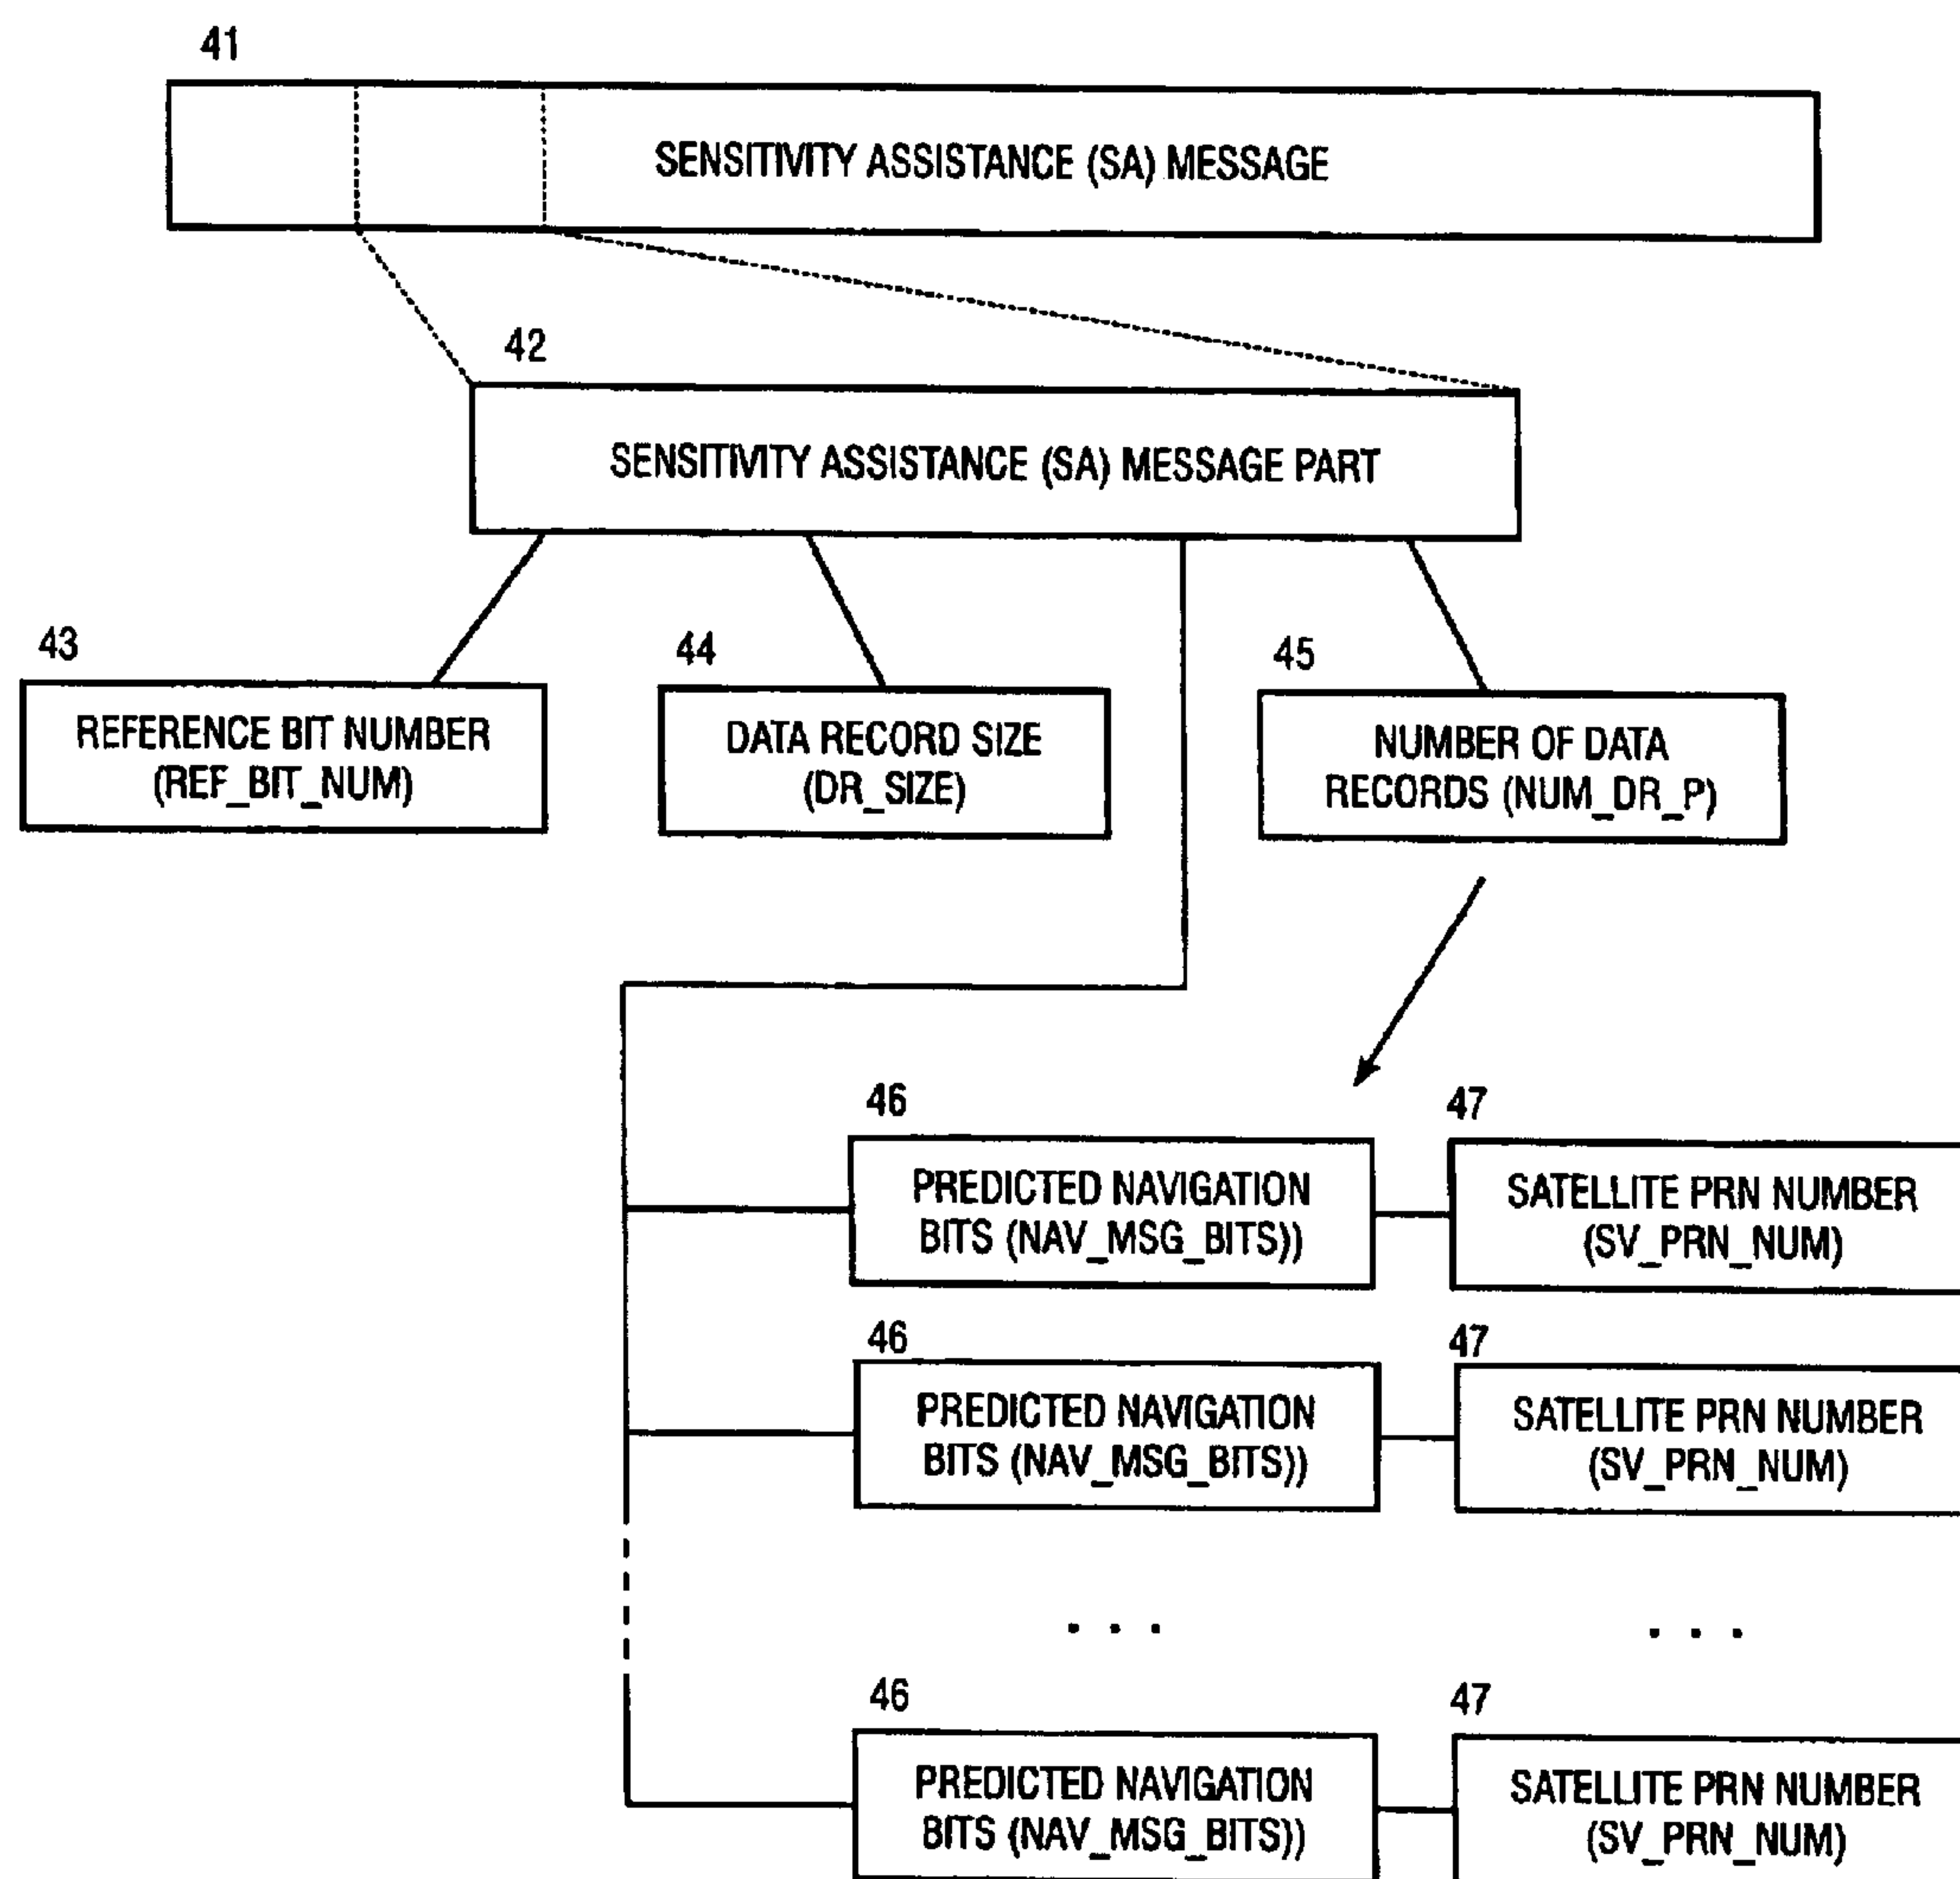 41
SENSITIVITY ASSISTANCE (SA) MESSAGE
42
SENSITIVITY ASSISTANCE (SA) MESSAGE PART
43
REFERENCE BIT NUMBER
(REF_BIT_NUM)
44
DATA RECORD SIZE
(DR_SIZE)
45
NUMBER OF DATA
RECORDS (NUM_DR_P)
46
PREDICTED NAVIGATION
BITS (NAV_MSG_BITS))
47
SATELLITE PRN NUMBER
(SV_PRN_NUM)
46
PREDICTED NAVIGATION
BITS (NAV_MSG_BITS))
47
SATELLITE PRN NUMBER
(SV_PRN_NUM)
. . .
. . .
46
PREDICTED NAVIGATION
BITS (NAV_MSG_BITS))
47
SATELLITE PRN NUMBER
(SV_PRN_NUM)